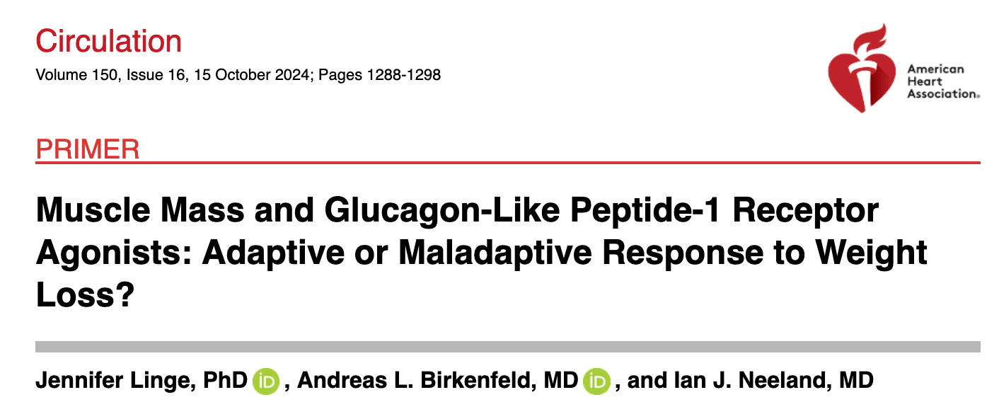 Circulation
Volume 150, Issue 16, 15 October 2024; Pages 1288-1298
American
Heart
Association®
PRIMER
Muscle Mass and Glucagon-Like Peptide-1 Receptor
Agonists: Adaptive or Maladaptive Response to Weight
Loss?
Jennifer Linge, PhD iD , Andreas L. Birkenfeld, MD iD , and Ian J. Neeland, MD